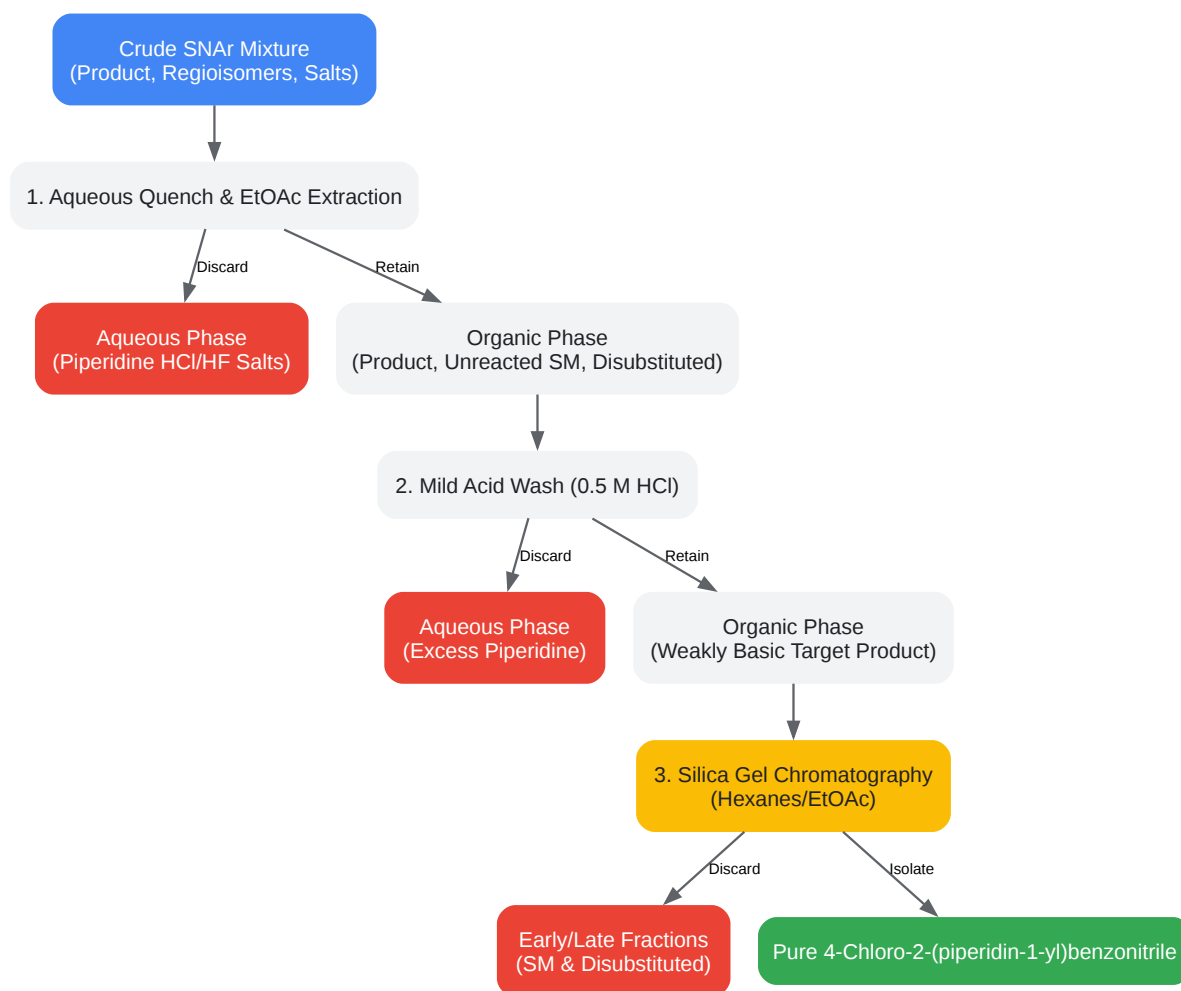 Crude SNAr Mixture
(Product, Regioisomers, Salts)
1. Aqueous Quench & EtOAc Extraction
Discard
Retain
Aqueous Phase
(Piperidine HCl/HF Salts)
Organic Phase
(Product, Unreacted SM, Disubstituted)
2. Mild Acid Wash (0.5 M HCl)
Discard
Retain
Aqueous Phase
(Excess Piperidine)
Organic Phase
(Weakly Basic Target Product)
3. Silica Gel Chromatography
(Hexanes/EtOAc)
Discard
Isolate
Early/Late Fractions
(SM & Disubstituted)
Pure 4-Chloro-2-(piperidin-1-yl)benzonitrile